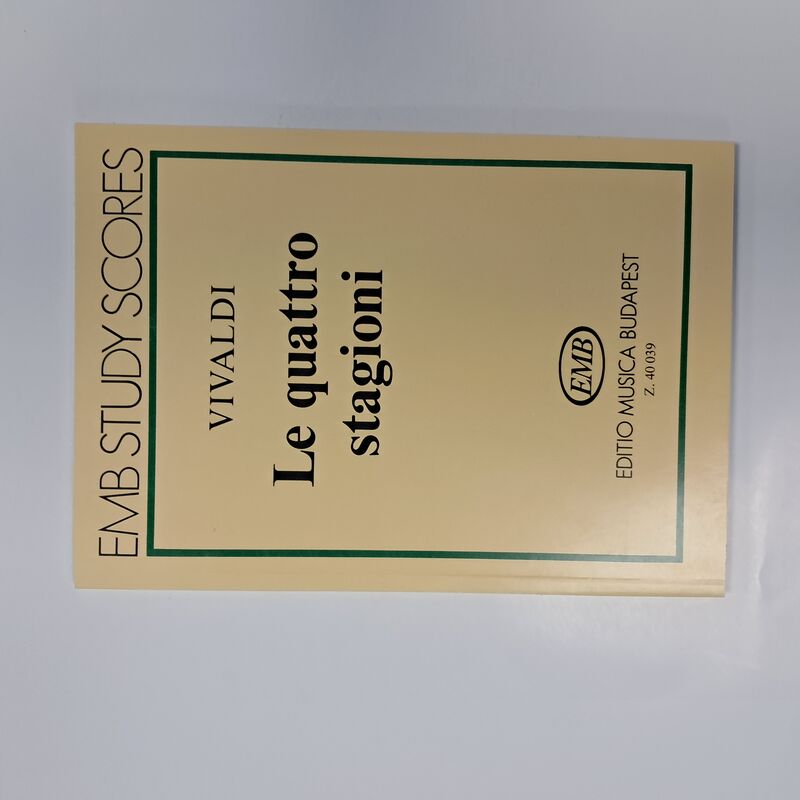 EMB STUDY SCORES
VIVALDI
Le quattro
stagioni
EMB
EDITIO MUSICA BUDAPEST
Z. 40 039